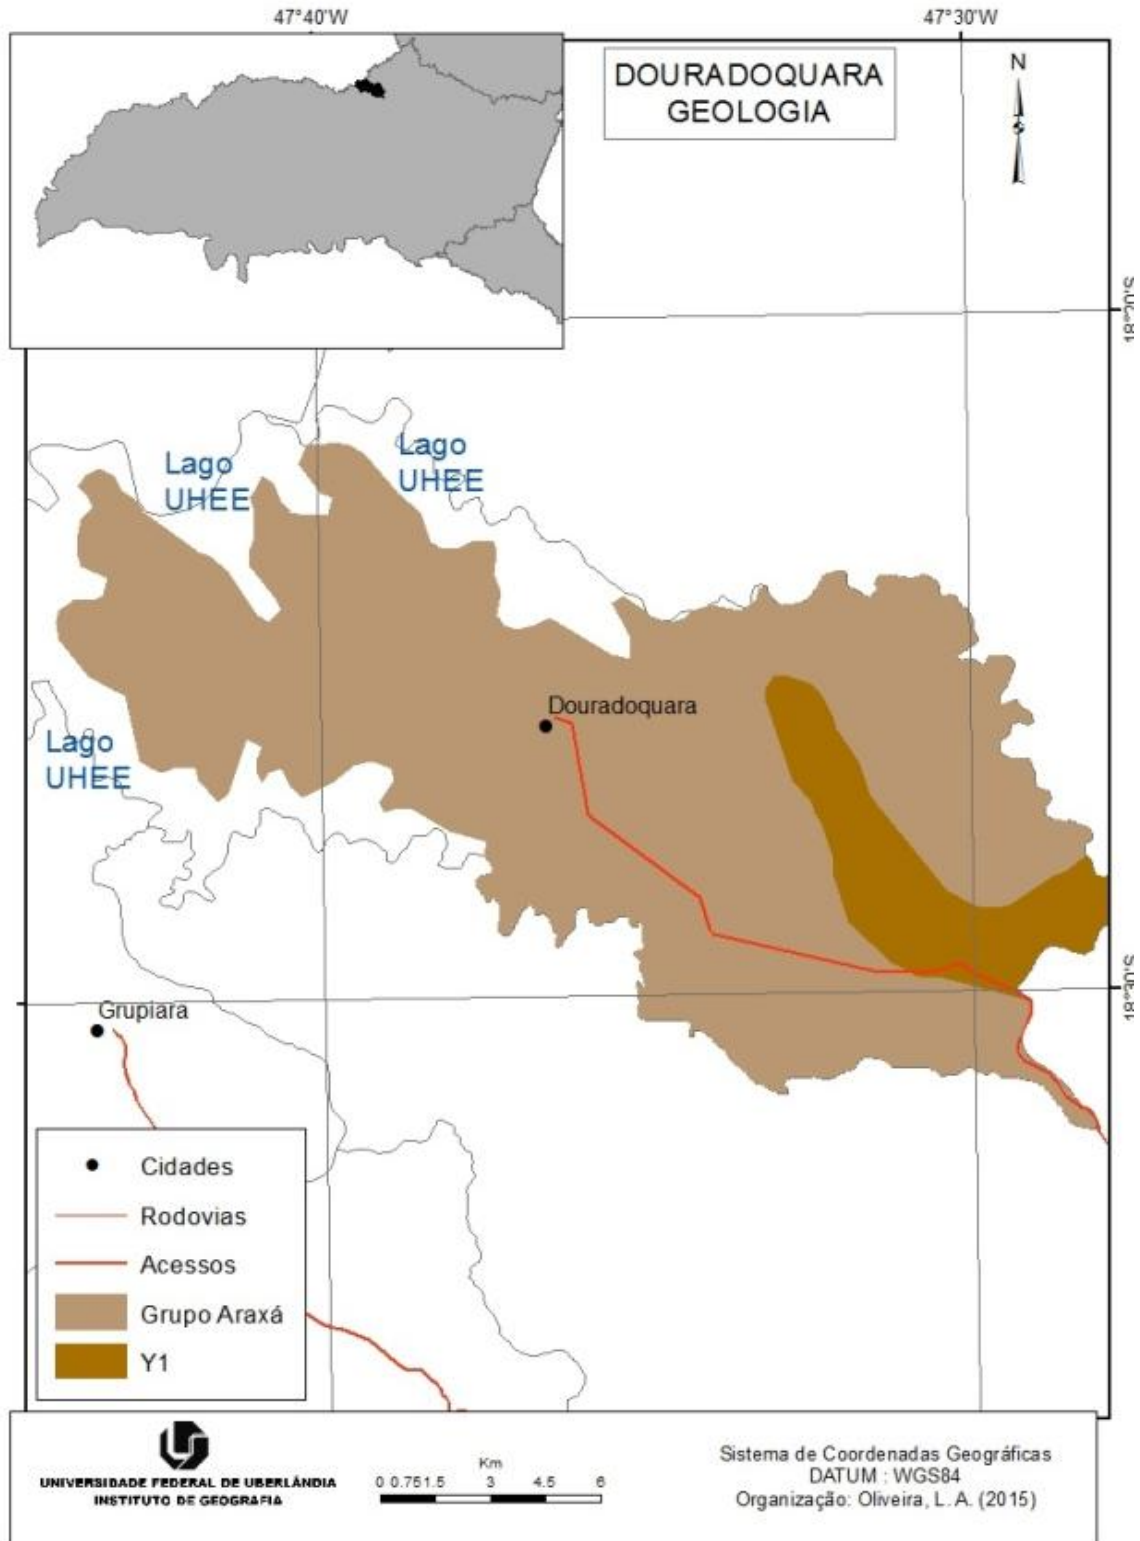 47°40'W
47°30'W
DOURADOQUARA
GEOLOGIA
N
18°20'S
Lago
UHEE
Lago
UHEE
Douradoquara
Lago
UHEE
18°30'S
Grupiara
Cidades
Rodovias
Acessos
Grupo Araxá
Y1
UNIVERSIDADE FEDERAL DE UBERLÂNDIA
INSTITUTO DE GEOGRAFIA
Km
0 0.75 1.5 3 4.5 6
Sistema de Coordenadas Geográficas
DATUM : WGS84
Organização: Oliveira, L. A. (2015)